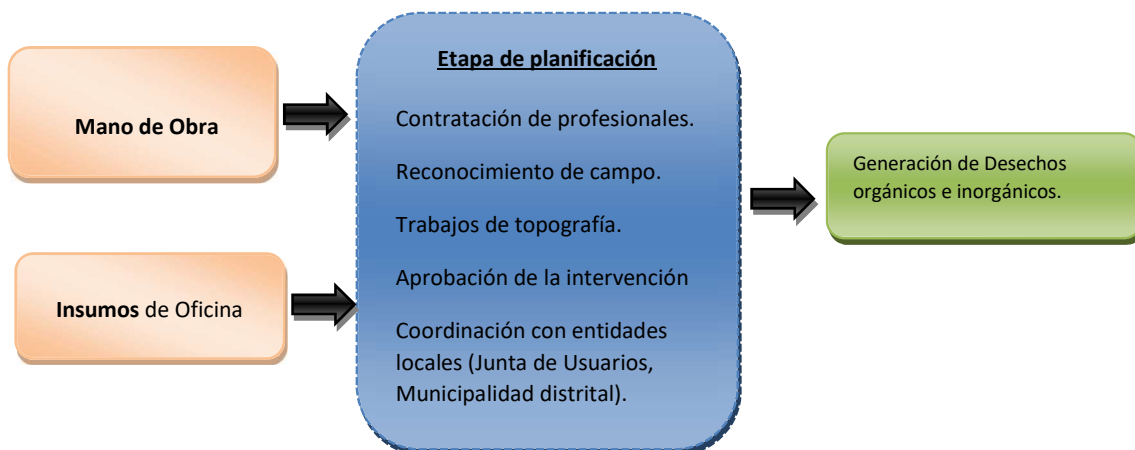 Mano de Obra
Insumos de Oficina
Etapa de planificación
Contratación de profesionales.
Reconocimiento de campo.
Trabajos de topografía.
Aprobación de la intervención
Coordinación con entidades
locales (Junta de Usuarios,
Municipalidad distrital).
Generación de Desechos
orgánicos e inorgánicos.